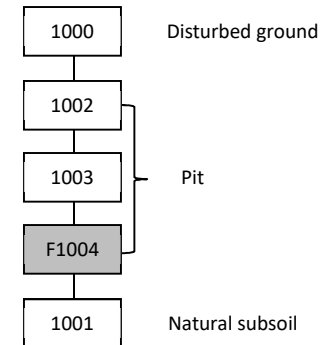 1000 Disturbed ground
1002
1003 Pit
F1004
1001 Natural subsoil